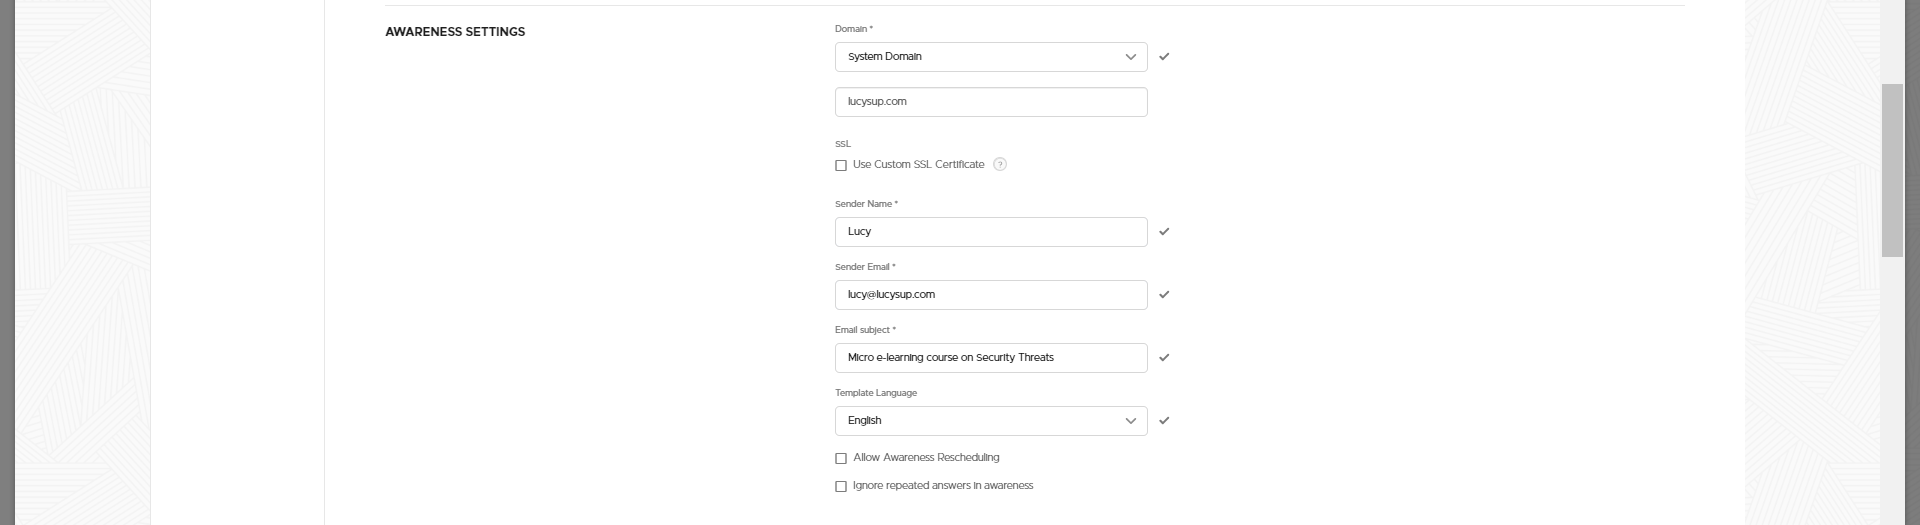 AWARENESS SETTINGS
Domain *
System Domain
lucysup.com
SSL
Use Custom SSL Certificate ?
Sender Name *
Lucy
Sender Email *
lucy@lucysup.com
Email subject *
Micro e-learning course on Security Threats
Template Language
English
Allow Awareness Rescheduling
Ignore repeated answers in awareness